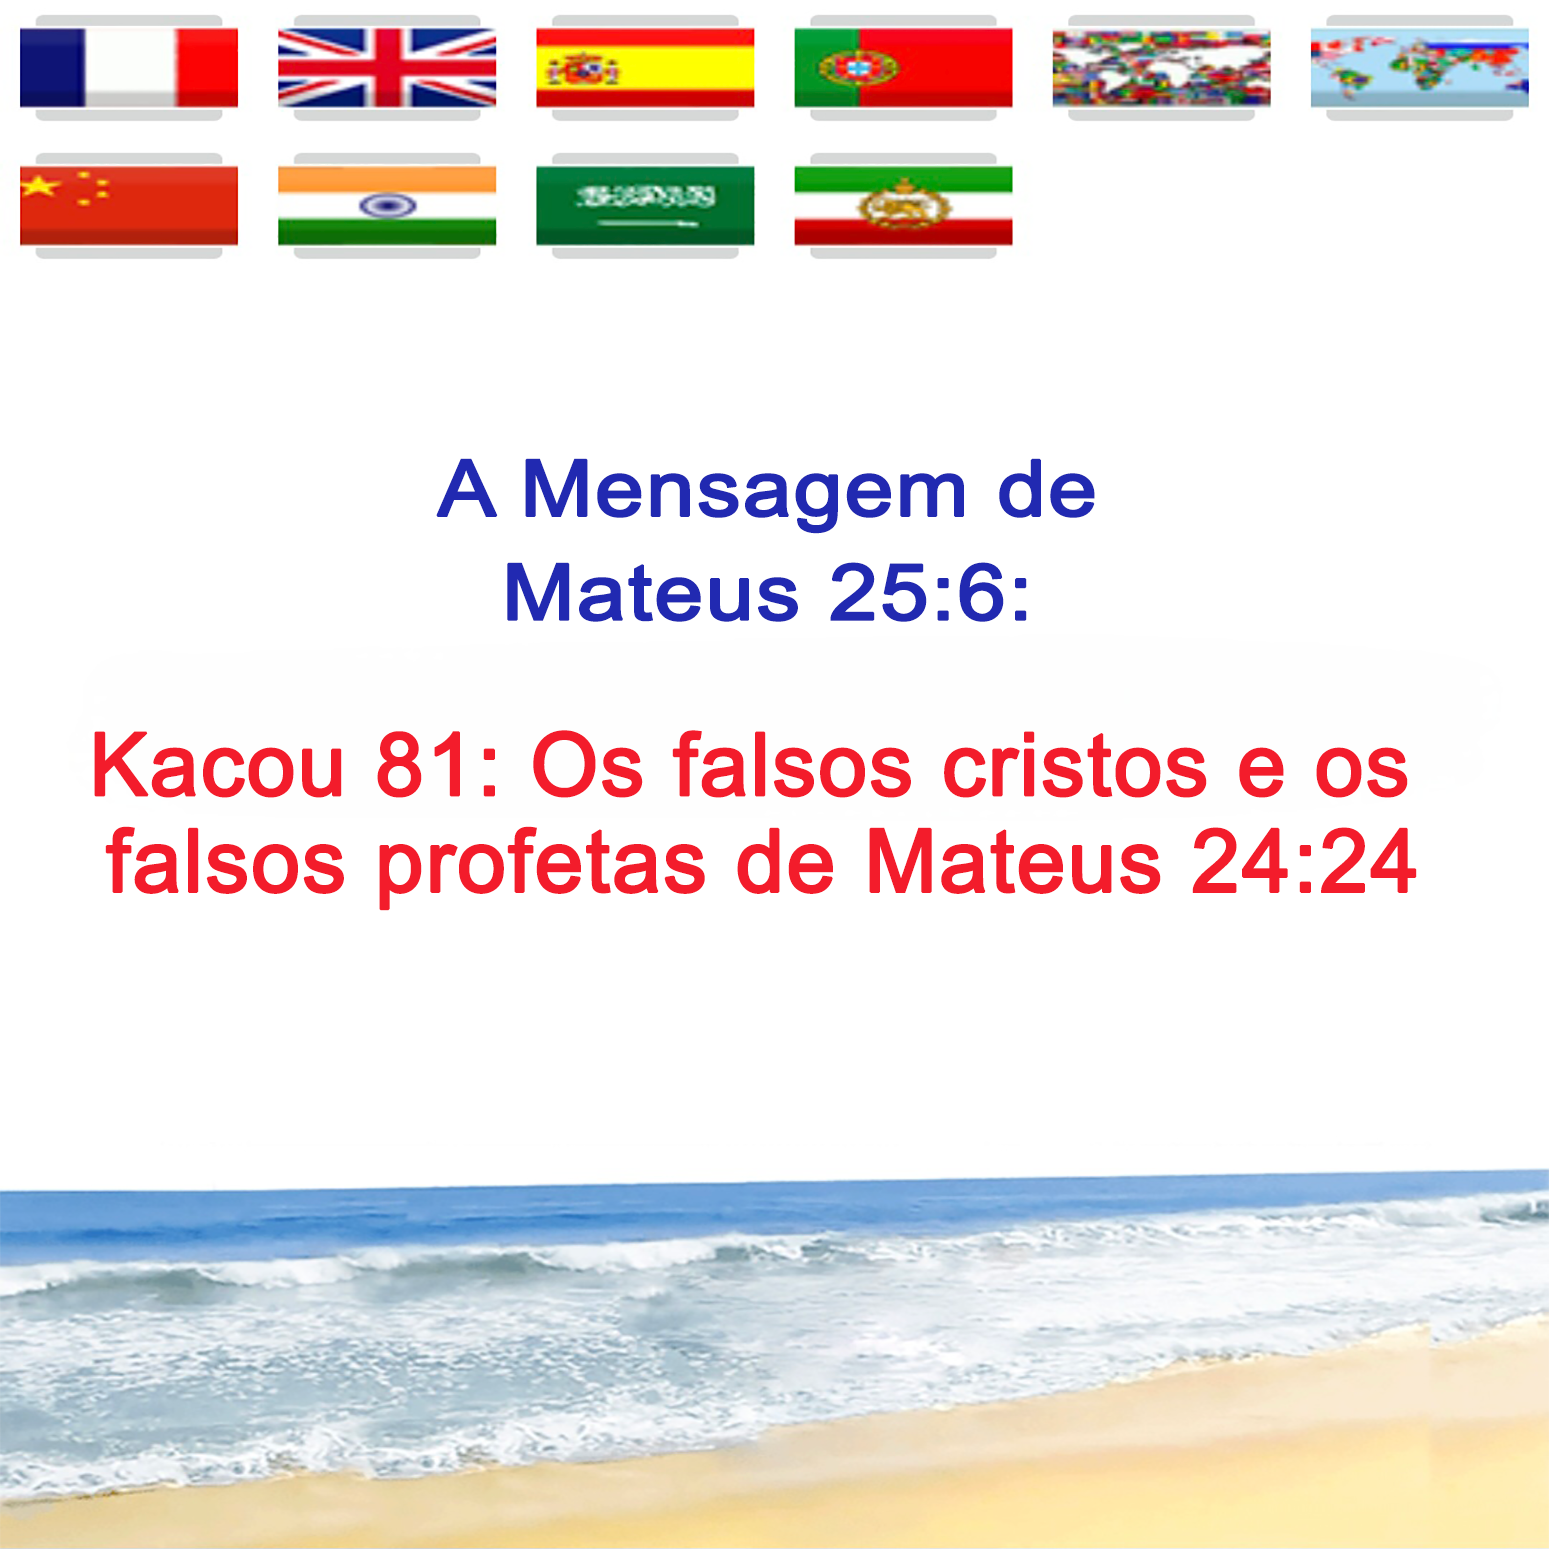 A Mensagem de
Mateus 25:6:
Kacou 81: Os falsos cristos e os
falsos profetas de Mateus 24:24